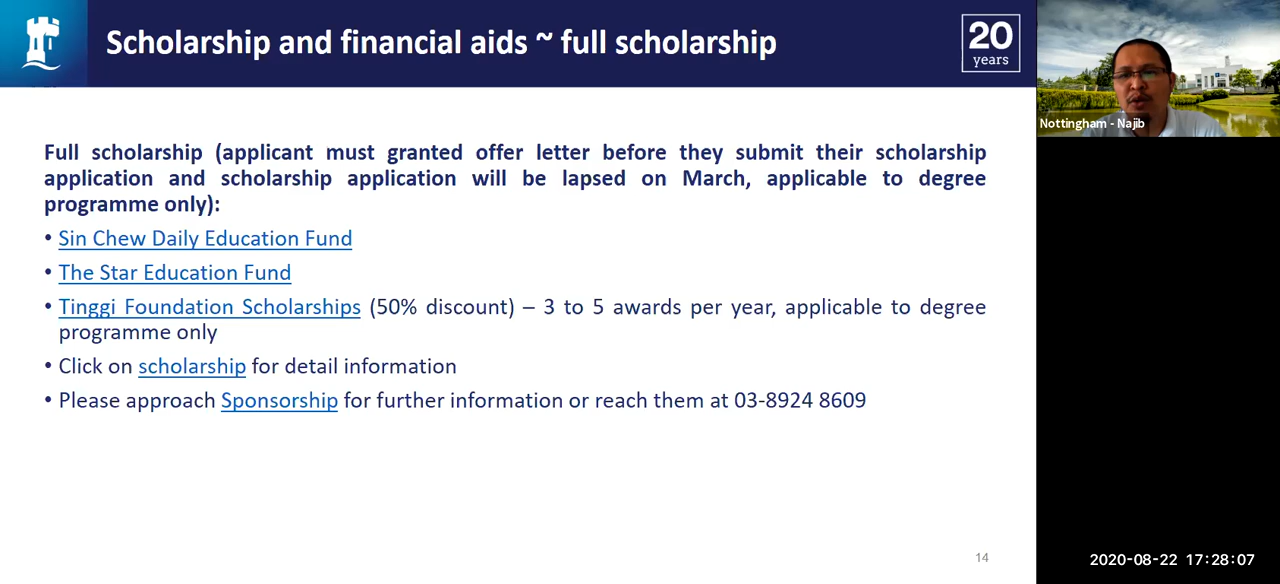 Scholarship and financial aids ~ full scholarship
20
years
Nottingham - Najib
Full scholarship (applicant must granted offer letter before they submit their scholarship
application and scholarship application will be lapsed on March, applicable to degree
programme only):
• Sin Chew Daily Education Fund
• The Star Education Fund
• Tinggi Foundation Scholarships (50% discount) – 3 to 5 awards per year, applicable to degree
programme only
• Click on scholarship for detail information
• Please approach Sponsorship for further information or reach them at 03-8924 8609
14
2020-08-22 17:28:07